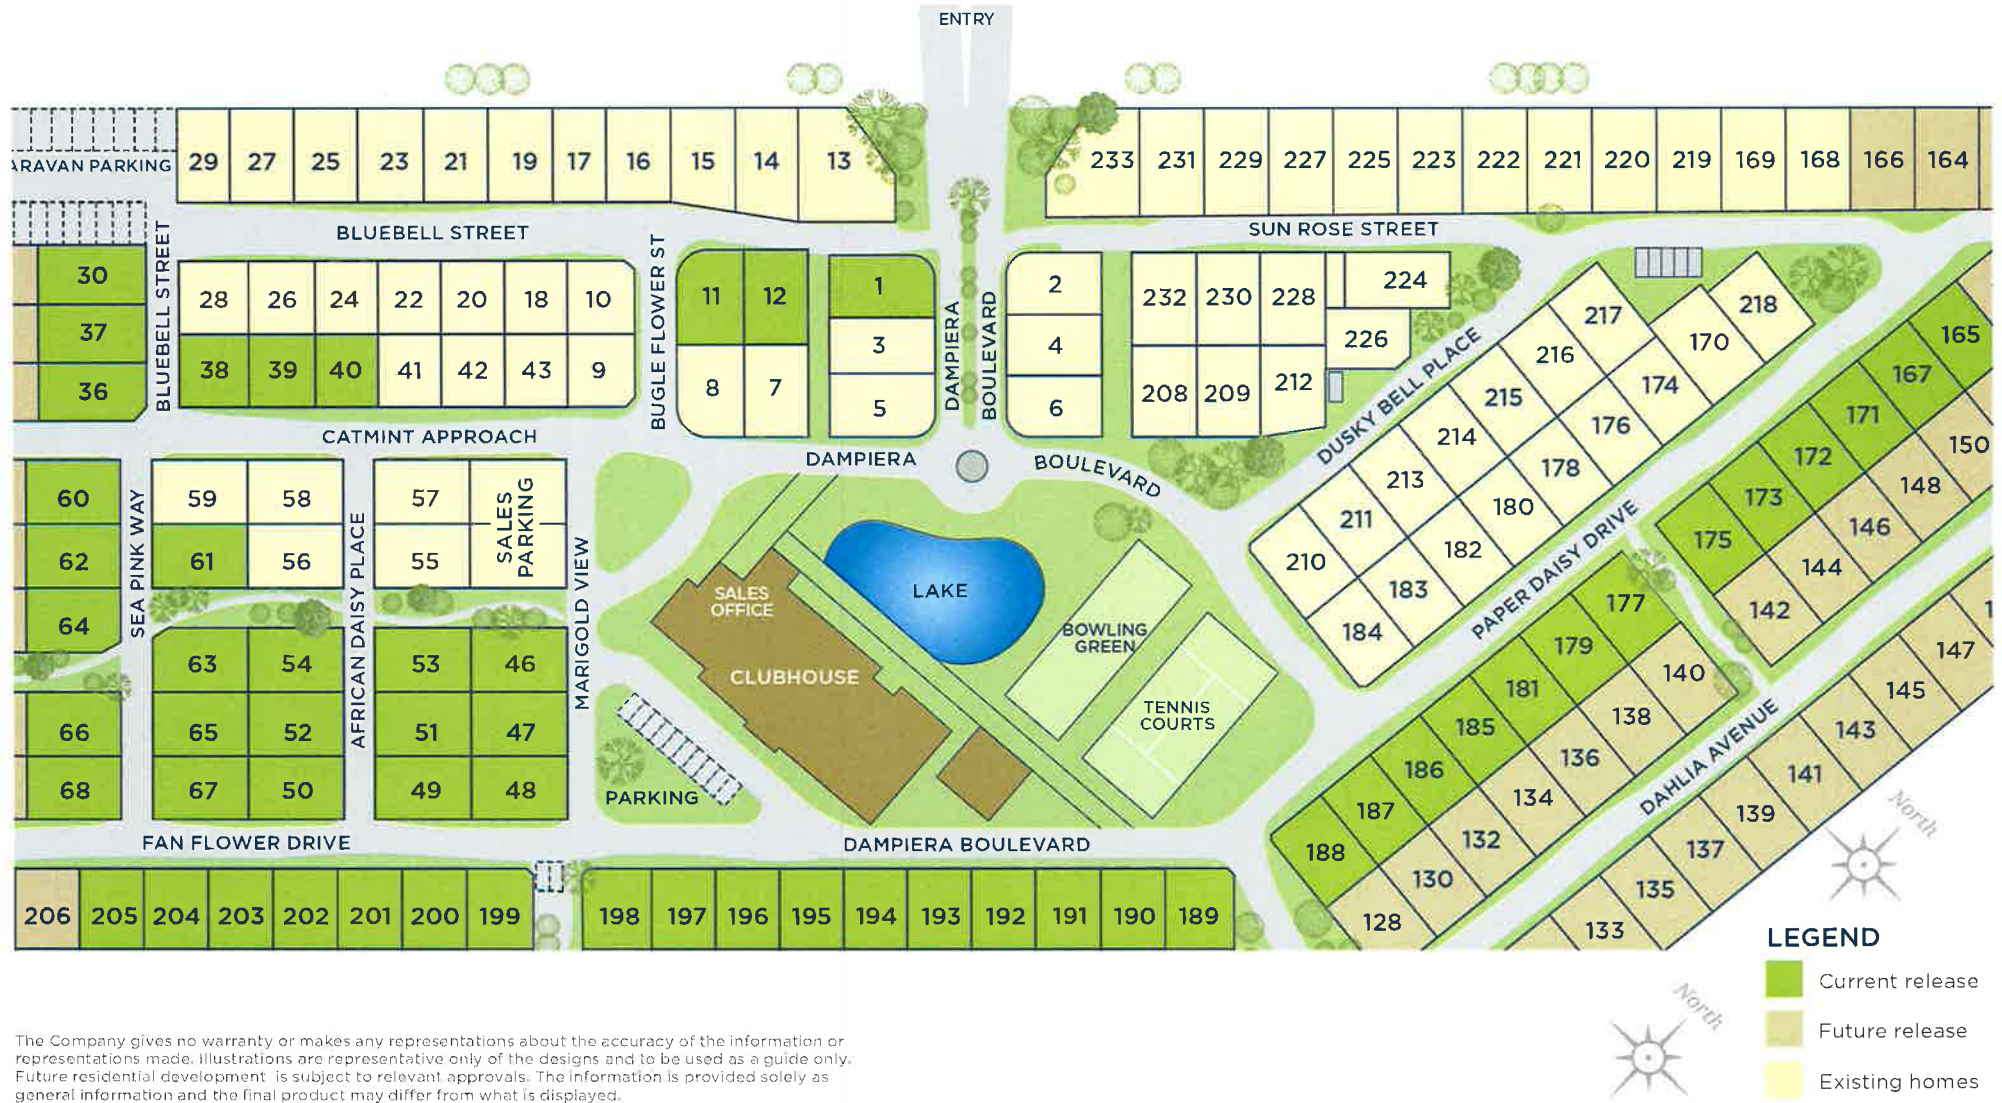 ENTRY
ARAVAN PARKING
29 27 25 23 21 19 17 16 15 14 13
233 231 229 227 225 223 222 221 220 219 169 168 166 164
BLUEBELL STREET
SUN ROSE STREET
BLUEBELL STREET
BUGLE FLOWER ST
DAMPIERA
BOULEVARD
30
37
36
28 26 24 22 20 18 10
38 39 40 41 42 43 9
11 12
8 7
1
3
5
2
4
6
232 230 228 224
226
208 209 212
DUSKY BELL PLACE
217 218
216 170
215 174
214 176
213 178
211 180
210 182
183
184
165
167
171
172
173
175
150
148
146
144
142
CATMINT APPROACH
DAMPIERA
BOULEVARD
60
62
64
66
68
SEA PINK WAY
59 58
61 56
63 54
65 52
67 50
AFRICAN DAISY PLACE
57
55
SALES
PARKING
53 46
51 47
49 48
MARIGOLD VIEW
SALES
OFFICE
CLUBHOUSE
LAKE
BOWLING
GREEN
TENNIS
COURTS
PARKING
PAPER DAISY DRIVE
177
179
181
185
186
187
188
140
138
136
134
132
130
128
DAHLIA AVENUE
147
145
143
141
139
137
135
133
FAN FLOWER DRIVE
DAMPIERA BOULEVARD
206 205 204 203 202 201 200 199
198 197 196 195 194 193 192 191 190 189
North
North
LEGEND
Current release
Future release
Existing homes
The Company gives no warranty or makes any representations about the accuracy of the information or
representations made. Illustrations are representative only of the designs and to be used as a guide only.
Future residential development is subject to relevant approvals. The information is provided solely as
general information and the final product may differ from what is displayed.